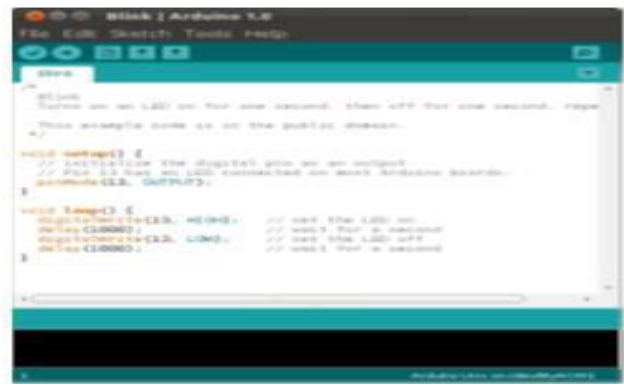 Blink | Arduino 1.0
File Edit Sketch Tools Help
Blink
/*
Blink
Turns on an LED on for one second, then off for one second, repe
This example code is in the public domain.
*/
void setup() {
// initialize the digital pin as an output.
// Pin 13 has an LED connected on most Arduino boards:
pinMode(13, OUTPUT);
}
void loop() {
digitalWrite(13, HIGH); // set the LED on
delay(1000); // wait for a second
digitalWrite(13, LOW); // set the LED off
delay(1000); // wait for a second
}
Arduino Uno on